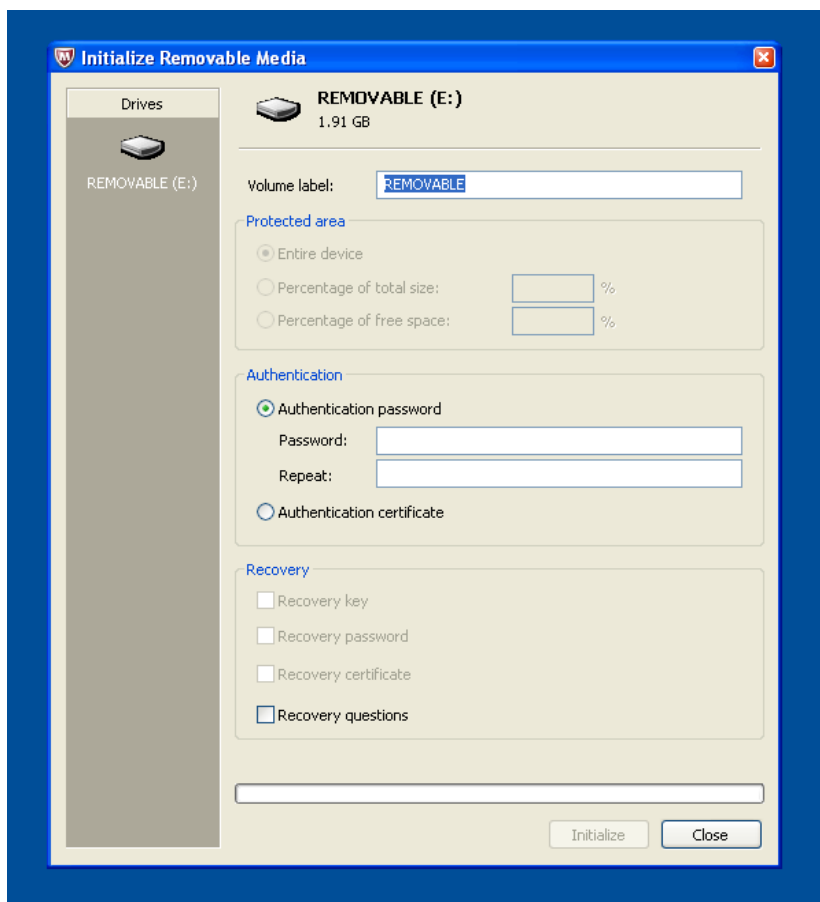 Initialize Removable Media
Drives
REMOVABLE (E:)
REMOVABLE (E:)
1.91 GB
Volume label: REMOVABLE
Protected area
Entire device
Percentage of total size: %
Percentage of free space: %
Authentication
Authentication password
Password:
Repeat:
Authentication certificate
Recovery
Recovery key
Recovery password
Recovery certificate
Recovery questions
Initialize Close